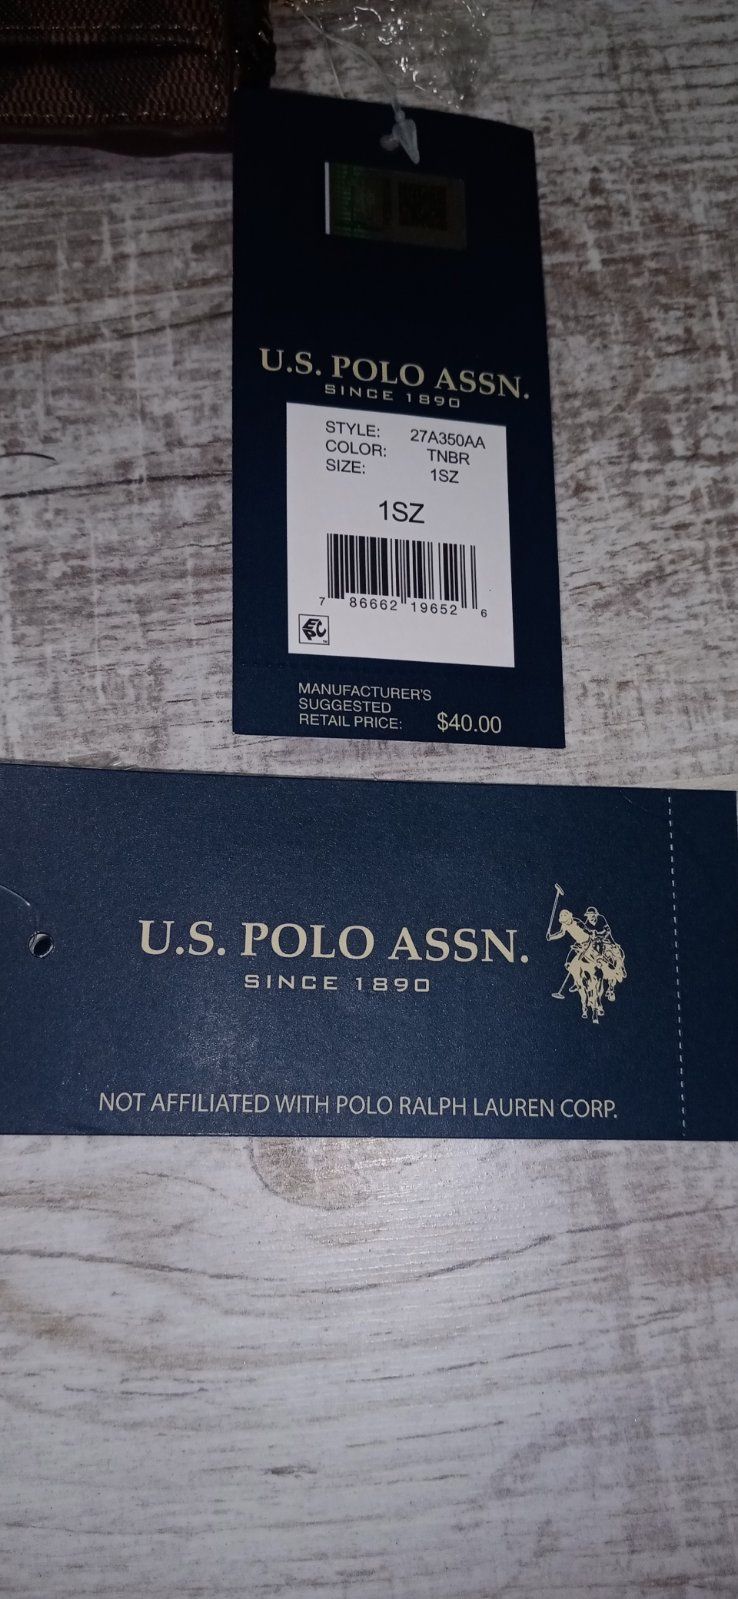 U.S. POLO ASSN.
SINCE 1890
STYLE: 27A350AA
COLOR: TNBR
SIZE: 1SZ
1SZ
7 86662 19652 6
EPC
MANUFACTURER'S
SUGGESTED
RETAIL PRICE: $40.00
U.S. POLO ASSN.
SINCE 1890
NOT AFFILIATED WITH POLO RALPH LAUREN CORP.